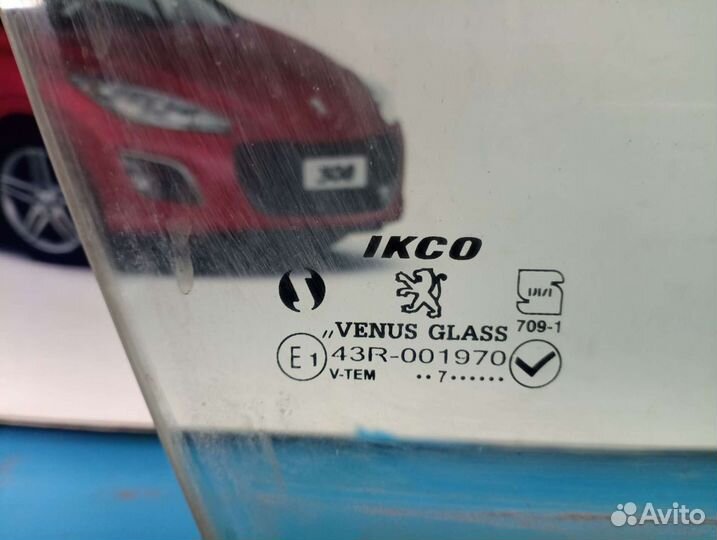 308
IKCO
709-1
,,VENUS GLASS
E1 43R-001970
V-TEM ··7······
Avito